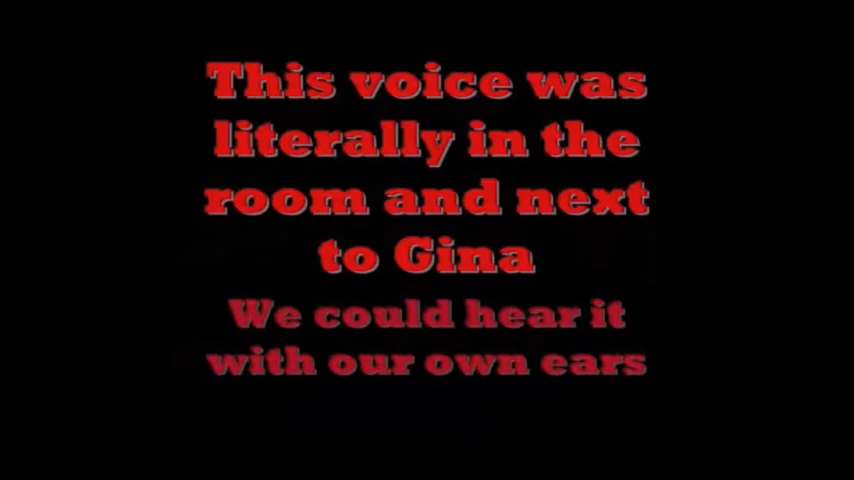 This voice was
literally in the
room and next
to Gina
We could hear it
with our own ears